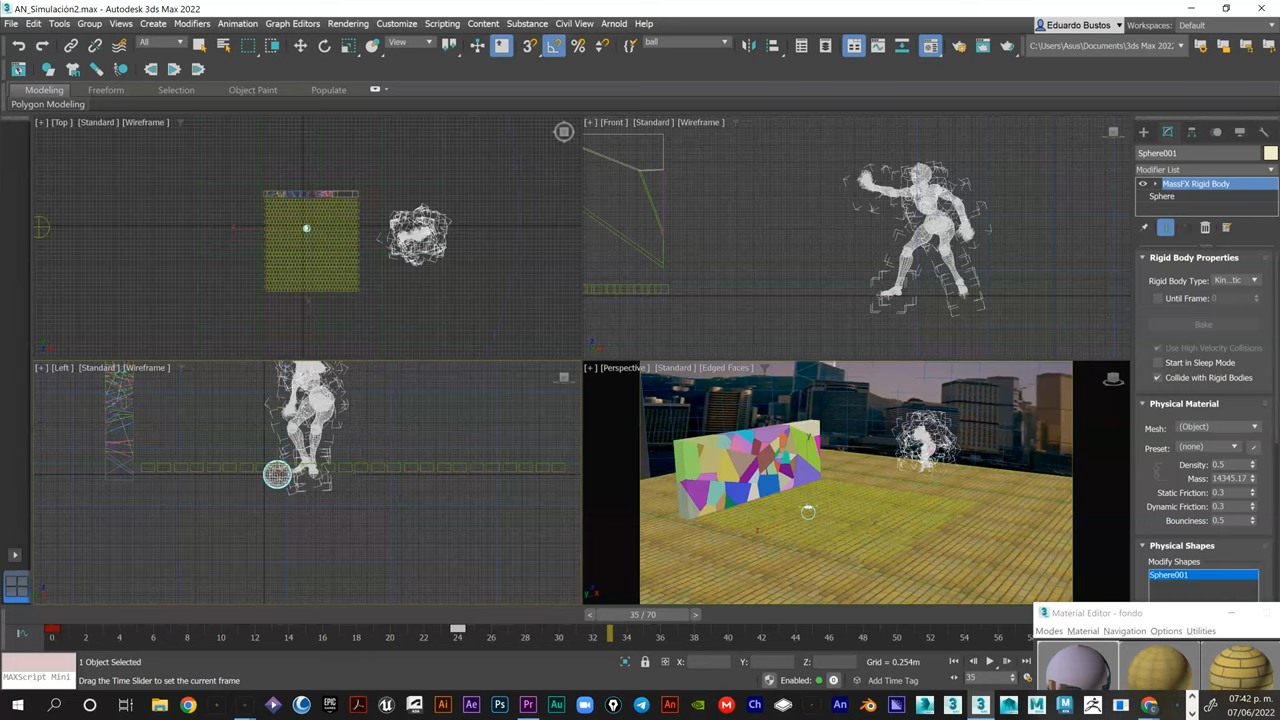 AN_Simulación2.max - Autodesk 3ds Max 2022
File Edit Tools Group Views Create Modifiers Animation Graph Editors Rendering Customize Scripting Content Substance Civil View Arnold Help
Eduardo Bustos Workspaces: Default
All View ball C:\Users\Asus\Documents\3ds Max 2022
Modeling Freeform Selection Object Paint Populate
Polygon Modeling
[+] [Top] [Standard] [Wireframe]
[+] [Front] [Standard] [Wireframe]
[+] [Left] [Standard] [Wireframe]
[+] [Perspective] [Standard] [Edged Faces]
Sphere001
Modifier List
MassFX Rigid Body
Sphere
Rigid Body Properties
Rigid Body Type: Kin...tic
Until Frame: 0
Bake
Use High Velocity Collisions
Start in Sleep Mode
Collide with Rigid Bodies
Physical Material
Mesh: (Object)
Preset: (none)
Density: 0.5
Mass: 14345.17
Static Friction: 0.3
Dynamic Friction: 0.3
Bounciness: 0.5
Physical Shapes
Modify Shapes
Sphere001
< 35 / 70 >
0 2 4 6 8 10 12 14 16 18 20 22 24 26 28 30 32 34 36 38 40 42 44 46 48 50 52 54 56
Material Editor - fondo
Modes Material Navigation Options Utilities
MAXScript Mini
1 Object Selected
Drag the Time Slider to set the current frame
X: Y: Z: Grid = 0.254m
Enabled: Add Time Tag
35
07:42 p. m.
07/06/2022